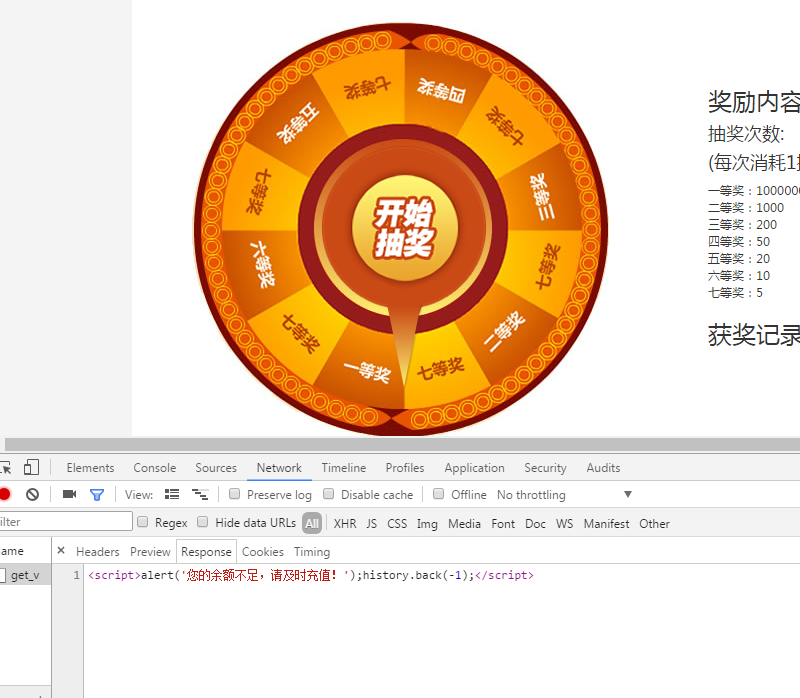 七等奖
四等奖
七等奖
三等奖
七等奖
二等奖
七等奖
一等奖
七等奖
六等奖
七等奖
五等奖
开始
抽奖
奖励内容
抽奖次数:
(每次消耗1
一等奖：1000000
二等奖：1000
三等奖：200
四等奖：50
五等奖：20
六等奖：10
七等奖：5
获奖记录
Elements Console Sources Network Timeline Profiles Application Security Audits
View: Preserve log Disable cache Offline No throttling
ilter Regex Hide data URLs All XHR JS CSS Img Media Font Doc WS Manifest Other
ame × Headers Preview Response Cookies Timing
get_v 1 <script>alert('您的余额不足，请及时充值！');history.back(-1);</script>